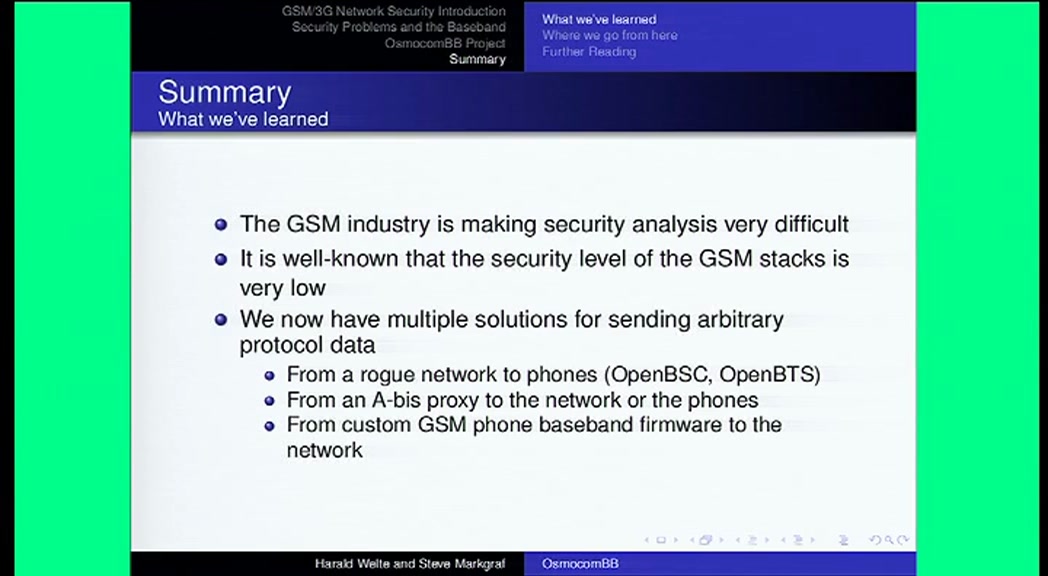 GSM/3G Network Security Introduction
Security Problems and the Baseband
OsmocomBB Project
Summary
What we've learned
Where we go from here
Further Reading
Summary
What we've learned
The GSM industry is making security analysis very difficult
It is well-known that the security level of the GSM stacks is
very low
We now have multiple solutions for sending arbitrary
protocol data
From a rogue network to phones (OpenBSC, OpenBTS)
From an A-bis proxy to the network or the phones
From custom GSM phone baseband firmware to the
network
Harald Welte and Steve Markgraf
OsmocomBB